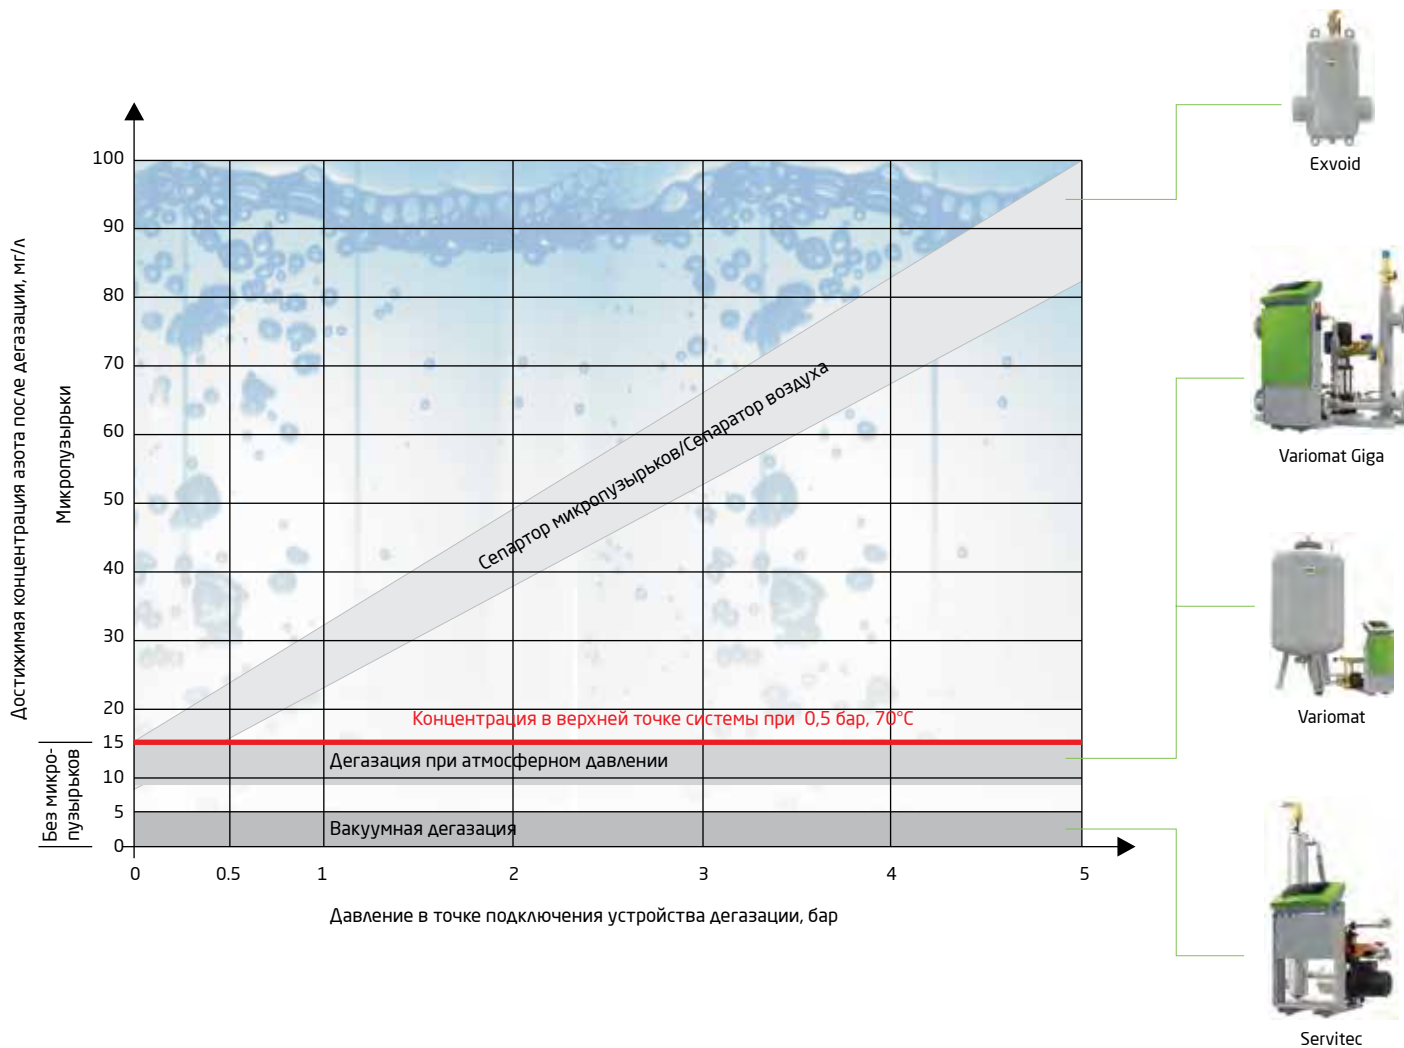 Exvoid
Variomat Giga
Variomat
Servitec
Достижимая концентрация азота после дегазации, мг/л
Микропузырьки
Без микро-
пузырьков
100
90
80
70
60
50
40
30
20
15
10
5
0
Сепартор микропузырьков/Сепаратор воздуха
Концентрация в верхней точке системы при 0,5 бар, 70°C
Дегазация при атмосферном давлении
Вакуумная дегазация
0
0.5
1
2
3
4
5
Давление в точке подключения устройства дегазации, бар